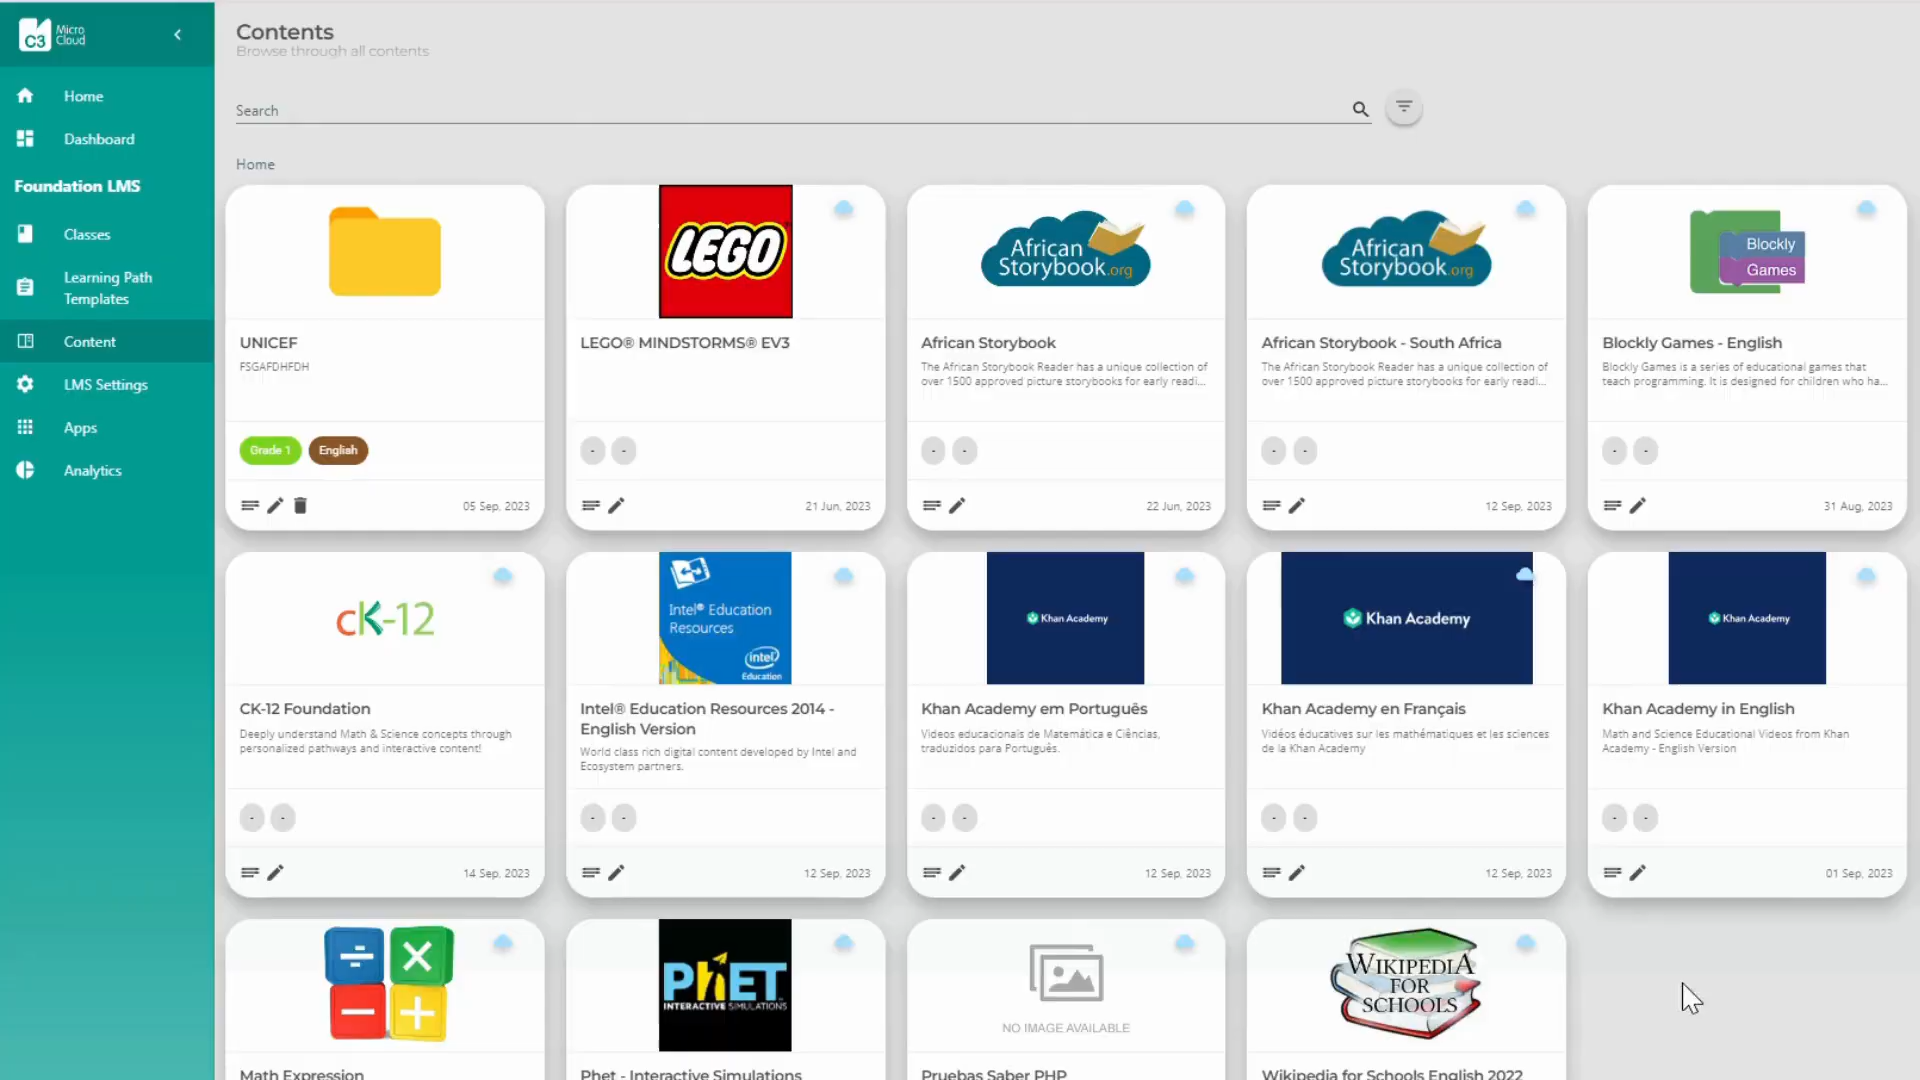 C3 Micro Cloud
Home
Dashboard
Foundation LMS
Classes
Learning Path
Templates
Content
LMS Settings
Apps
Analytics
Contents
Browse through all contents
Search
Home
UNICEF
FSGAFDHFDH
Grade 1 English
05 Sep, 2023
LEGO
LEGO® MINDSTORMS® EV3
- -
21 Jun, 2023
African
Storybook.org
African Storybook
The African Storybook Reader has a unique collection of
over 1500 approved picture storybooks for early readi...
- -
22 Jun, 2023
African
Storybook.org
African Storybook - South Africa
The African Storybook Reader has a unique collection of
over 1500 approved picture storybooks for early readi...
- -
12 Sep, 2023
Blockly
Games
Blockly Games - English
Blockly Games is a series of educational games that
teach programming. It is designed for children who ha...
- -
31 Aug, 2023
cK-12
CK-12 Foundation
Deeply understand Math & Science concepts through
personalized pathways and interactive content!
- -
14 Sep, 2023
Intel® Education
Resources
intel
Education
Intel® Education Resources 2014 -
English Version
World class rich digital content developed by Intel and
Ecosystem partners.
- -
12 Sep, 2023
Khan Academy
Khan Academy em Português
Videos educacionais de Matemática e Ciências,
traduzidos para Português.
- -
12 Sep, 2023
Khan Academy
Khan Academy en Français
Vidéos éducatives sur les mathématiques et les sciences
de la Khan Academy
- -
12 Sep, 2023
Khan Academy
Khan Academy in English
Math and Science Educational Videos from Khan
Academy - English Version
- -
01 Sep, 2023
÷ ×
− +
Math Expression
PhET
INTERACTIVE SIMULATIONS
Phet - Interactive Simulations
NO IMAGE AVAILABLE
Pruebas Saber PHP
WIKIPEDIA
FOR
SCHOOLS
Wikipedia for Schools English 2022